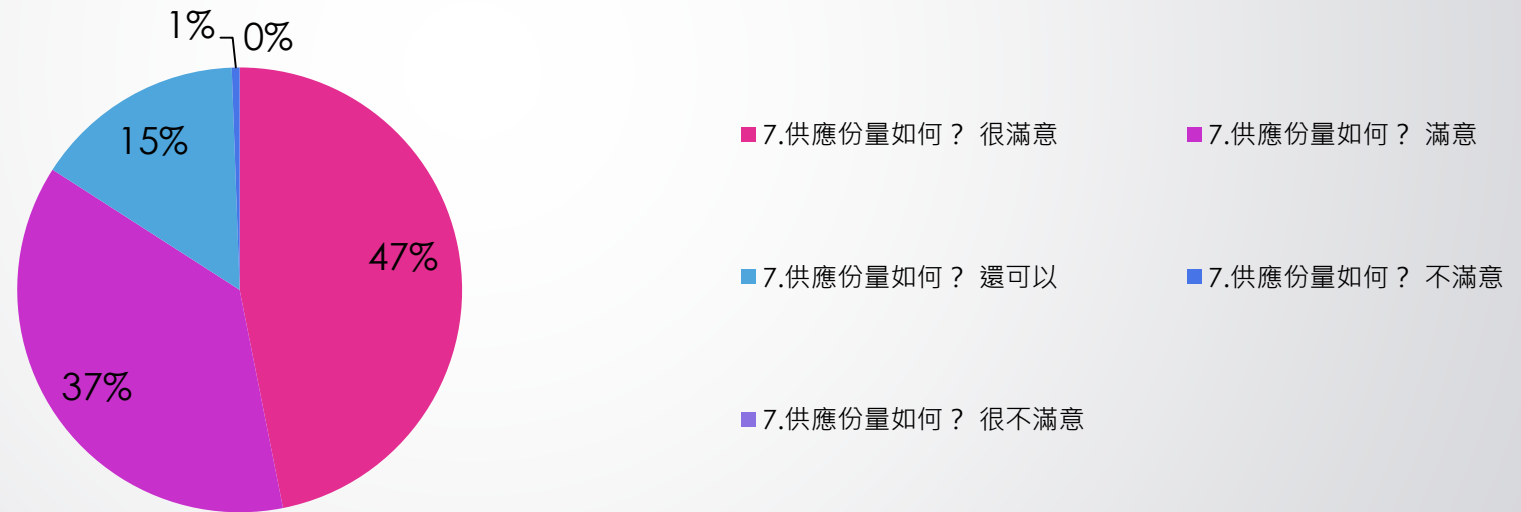 1%
0%
15%
47%
37%
7.供應份量如何？ 很滿意
7.供應份量如何？ 滿意
7.供應份量如何？ 還可以
7.供應份量如何？ 不滿意
7.供應份量如何？ 很不滿意